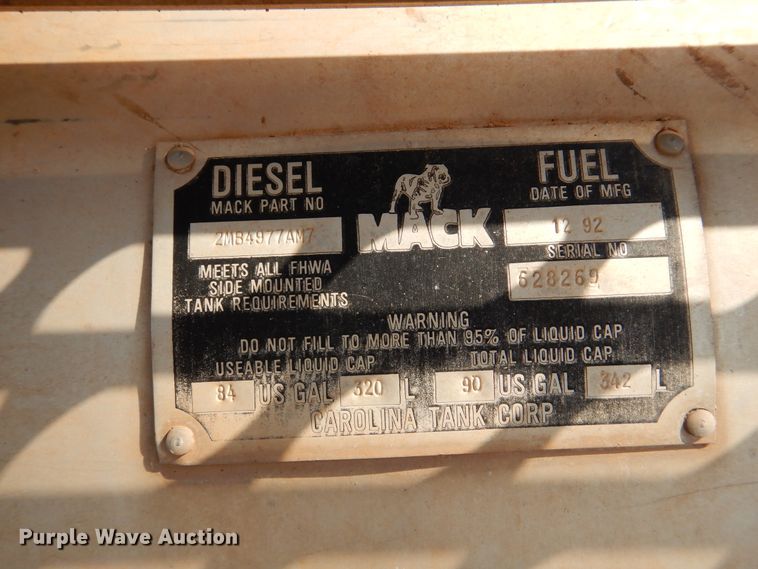 DIESEL
MACK PART NO
2MB4977AM7
MEETS ALL FHWA
SIDE MOUNTED
TANK REQUIREMENTS
MACK
FUEL
DATE OF MFG
12 92
SERIAL NO
628269
WARNING
DO NOT FILL TO MORE THAN 95% OF LIQUID CAP
USEABLE LIQUID CAP TOTAL LIQUID CAP
84 US GAL 320 L 90 US GAL 342 L
CAROLINA TANK CORP
Purple Wave Auction